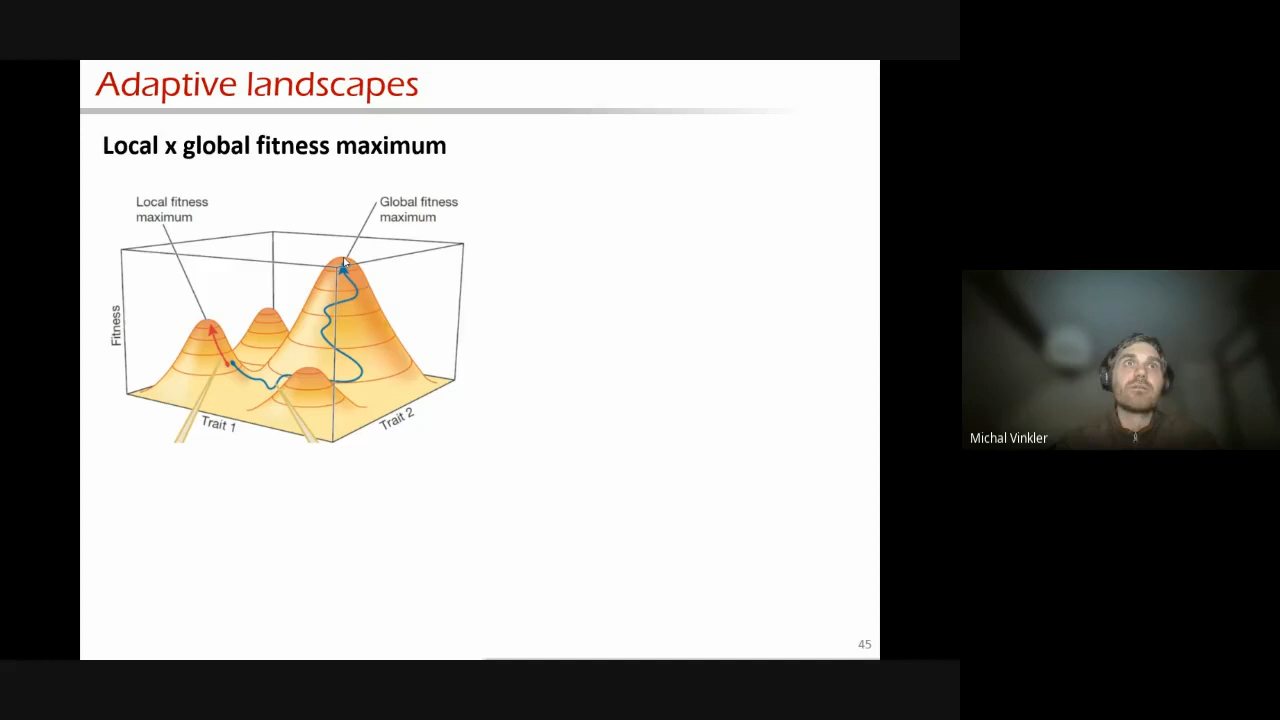 Adaptive landscapes
Local x global fitness maximum
Local fitness
maximum
Global fitness
maximum
Fitness
Trait 1
Trait 2
45
Michal Vinkler